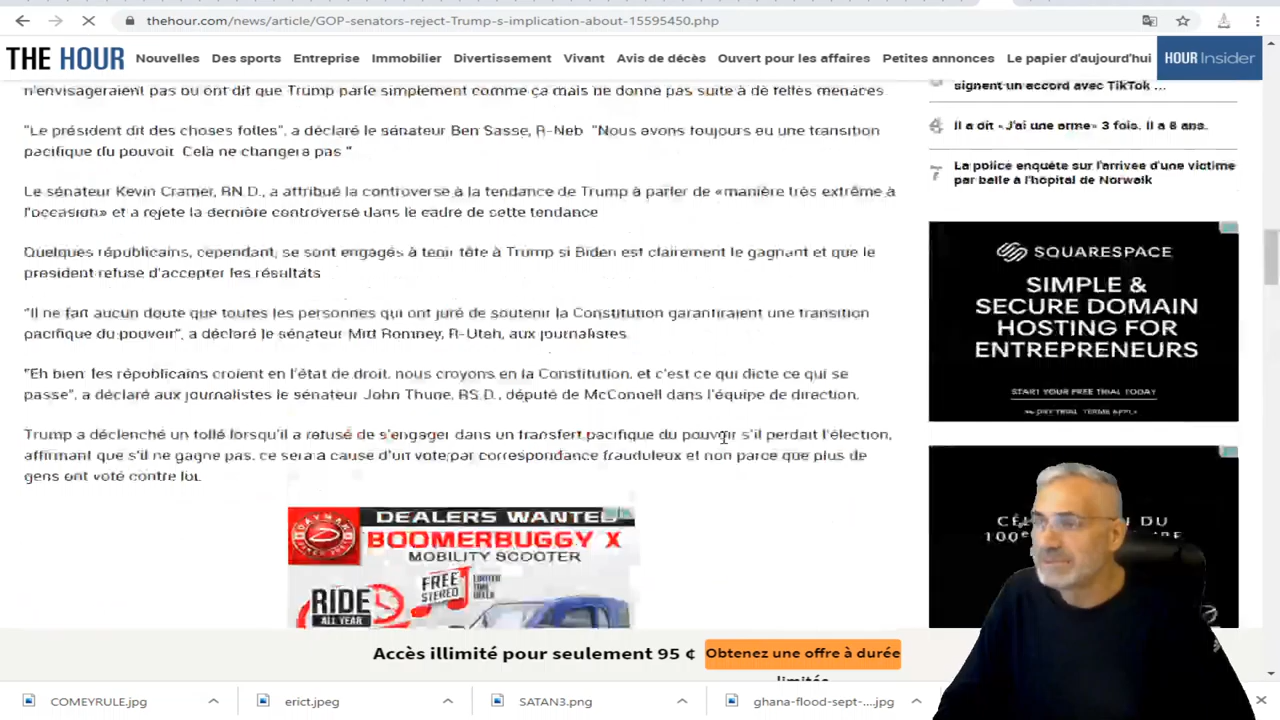 thehour.com/news/article/GOP-senators-reject-Trump-s-implication-about-15595450.php
THE HOUR
Nouvelles Des sports Entreprise Immobilier Divertissement Vivant Avis de décès Ouvert pour les affaires Petites annonces Le papier d'aujourd'hui HOUR Insider
n'envisageraient pas ou ont dit que Trump parle simplement comme ça mais ne donne pas suite à de telles menaces
"Le président dit des choses folles", a déclaré le sénateur Ben Sasse, R-Neb "Nous avons toujours eu une transition
pacifique du pouvoir Cela ne changera pas "
Le sénateur Kevin Cramer, RN.D., a attribué la controverse à la tendance de Trump à parler de «manière très extrême à
l'occasion» et a rejeté la dernière controverse dans le cadre de cette tendance
Quelques républicains, cependant, se sont engagés à tenir tête à Trump si Biden est clairement le gagnant et que le
président refuse d'accepter les résultats
"Il ne fait aucun doute que toutes les personnes qui ont juré de soutenir la Constitution garantiraient une transition
pacifique du pouvoir", a déclaré le sénateur Mitt Romney, R-Utah, aux journalistes
"Eh bien les républicains croient en l'état de droit, nous croyons en la Constitution, et c'est ce qui dicte ce qui se
passe", a déclaré aux journalistes le sénateur John Thune, RS.D., député de McConnell dans l'équipe de direction.
Trump a déclenché un tollé lorsqu'il a refusé de s'engager dans un transfert pacifique du pouvoir s'il perdait l'élection,
affirmant que s'il ne gagne pas, ce sera à cause d'un vote par correspondance frauduleux et non parce que plus de
gens ont voté contre lui.
signent un accord avec TikTok ...
4 Il a dit «J'ai une arme» 3 fois. Il a 8 ans.
7 La police enquête sur l'arrivée d'une victime
par balle à l'hôpital de Norwalk
SQUARESPACE
SIMPLE &
SECURE DOMAIN
HOSTING FOR
ENTREPRENEURS
START YOUR FREE TRIAL TODAY
DU
100e
DEALERS WANTED
DAYMAK
BOOMERBUGGY X
MOBILITY SCOOTER
FREE
STEREO
RIDE
ALL YEAR
Accès illimité pour seulement 95 ¢
Obtenez une offre à durée
limitée
COMEYRULE.jpg erict.jpeg SATAN3.png ghana-flood-sept-....jpg